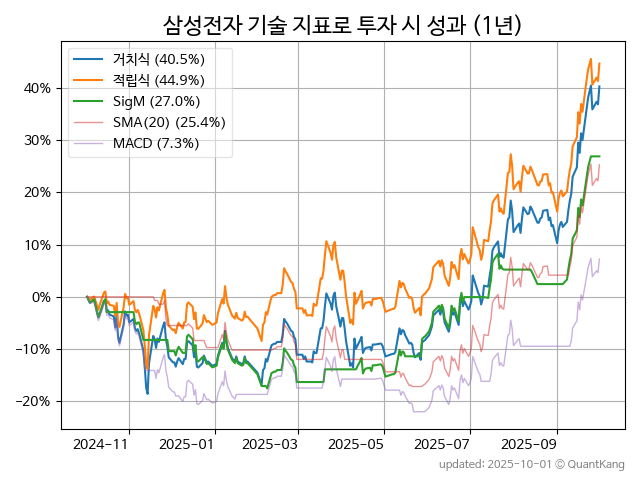 삼성전자 기술 지표로 투자 시 성과 (1년)
거치식 (40.5%)
적립식 (44.9%)
SigM (27.0%)
SMA(20) (25.4%)
MACD (7.3%)
40%
30%
20%
10%
0%
−10%
−20%
2024-11 2025-01 2025-03 2025-05 2025-07 2025-09
updated: 2025-10-01 © QuantKang